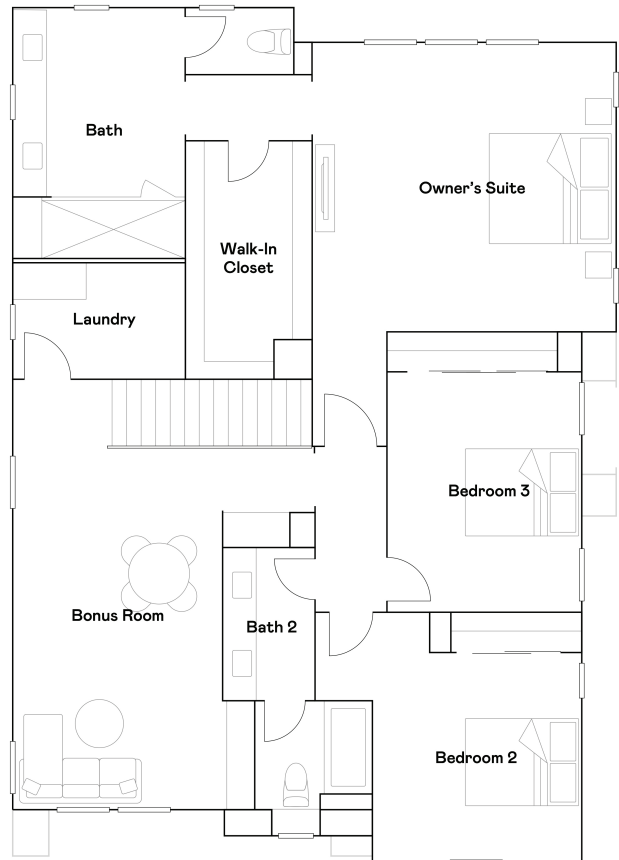 Bath
Owner's Suite
Walk-In
Closet
Laundry
Bedroom 3
Bonus Room
Bath 2
Bedroom 2